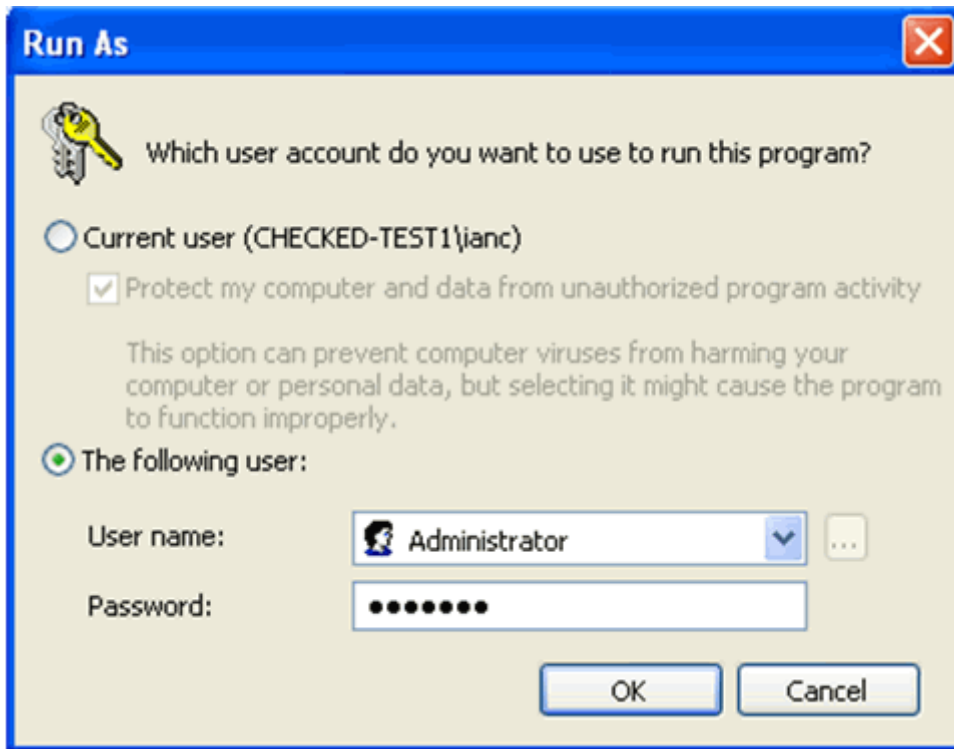 Run As
Which user account do you want to use to run this program?
Current user (CHECKED-TEST1\ianc)
Protect my computer and data from unauthorized program activity
This option can prevent computer viruses from harming your
computer or personal data, but selecting it might cause the program
to function improperly.
The following user:
User name: Administrator ...
Password: •••••••
OK Cancel